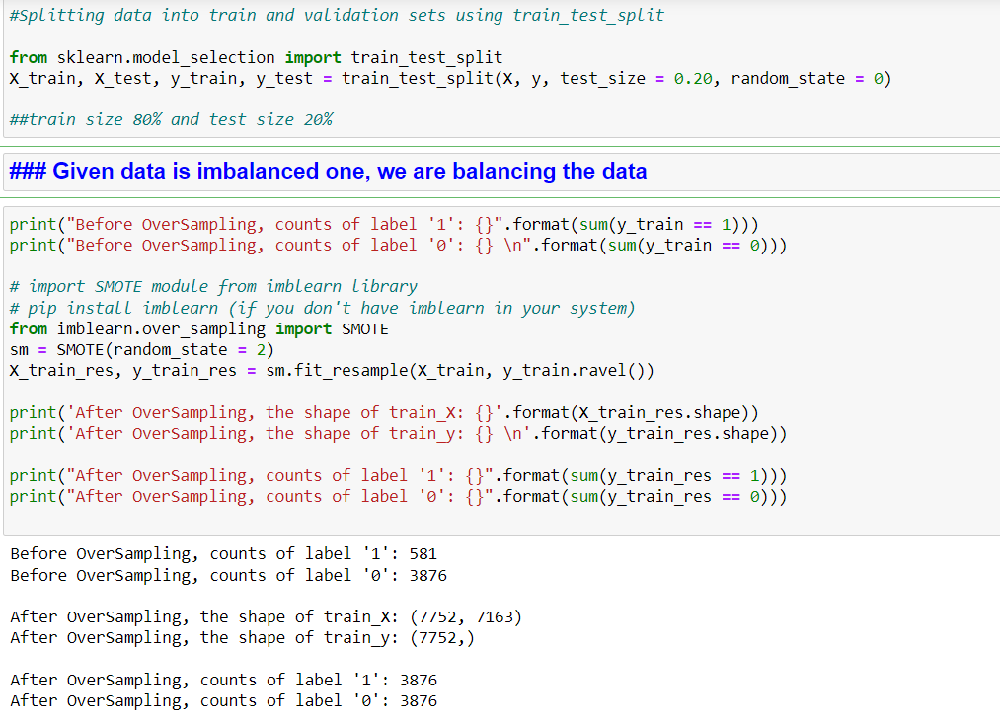 #Splitting data into train and validation sets using train_test_split
from sklearn.model_selection import train_test_split
X_train, X_test, y_train, y_test = train_test_split(X, y, test_size = 0.20, random_state = 0)
##train size 80% and test size 20%
### Given data is imbalanced one, we are balancing the data
print("Before OverSampling, counts of label '1': {}".format(sum(y_train == 1)))
print("Before OverSampling, counts of label '0': {} \n".format(sum(y_train == 0)))
# import SMOTE module from imblearn library
# pip install imblearn (if you don't have imblearn in your system)
from imblearn.over_sampling import SMOTE
sm = SMOTE(random_state = 2)
X_train_res, y_train_res = sm.fit_resample(X_train, y_train.ravel())
print('After OverSampling, the shape of train_X: {}'.format(X_train_res.shape))
print('After OverSampling, the shape of train_y: {} \n'.format(y_train_res.shape))
print("After OverSampling, counts of label '1': {}".format(sum(y_train_res == 1)))
print("After OverSampling, counts of label '0': {}".format(sum(y_train_res == 0)))
Before OverSampling, counts of label '1': 581
Before OverSampling, counts of label '0': 3876
After OverSampling, the shape of train_X: (7752, 7163)
After OverSampling, the shape of train_y: (7752,)
After OverSampling, counts of label '1': 3876
After OverSampling, counts of label '0': 3876